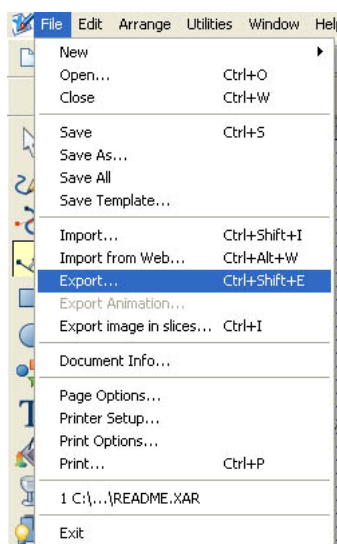 File Edit Arrange Utilities Window Hel
New
Open... Ctrl+O
Close Ctrl+W
Save Ctrl+S
Save As...
Save All
Save Template...
Import... Ctrl+Shift+I
Import from Web... Ctrl+Alt+W
Export... Ctrl+Shift+E
Export Animation...
Export image in slices... Ctrl+I
Document Info...
Page Options...
Printer Setup...
Print Options...
Print... Ctrl+P
1 C:\...\README.XAR
Exit
T